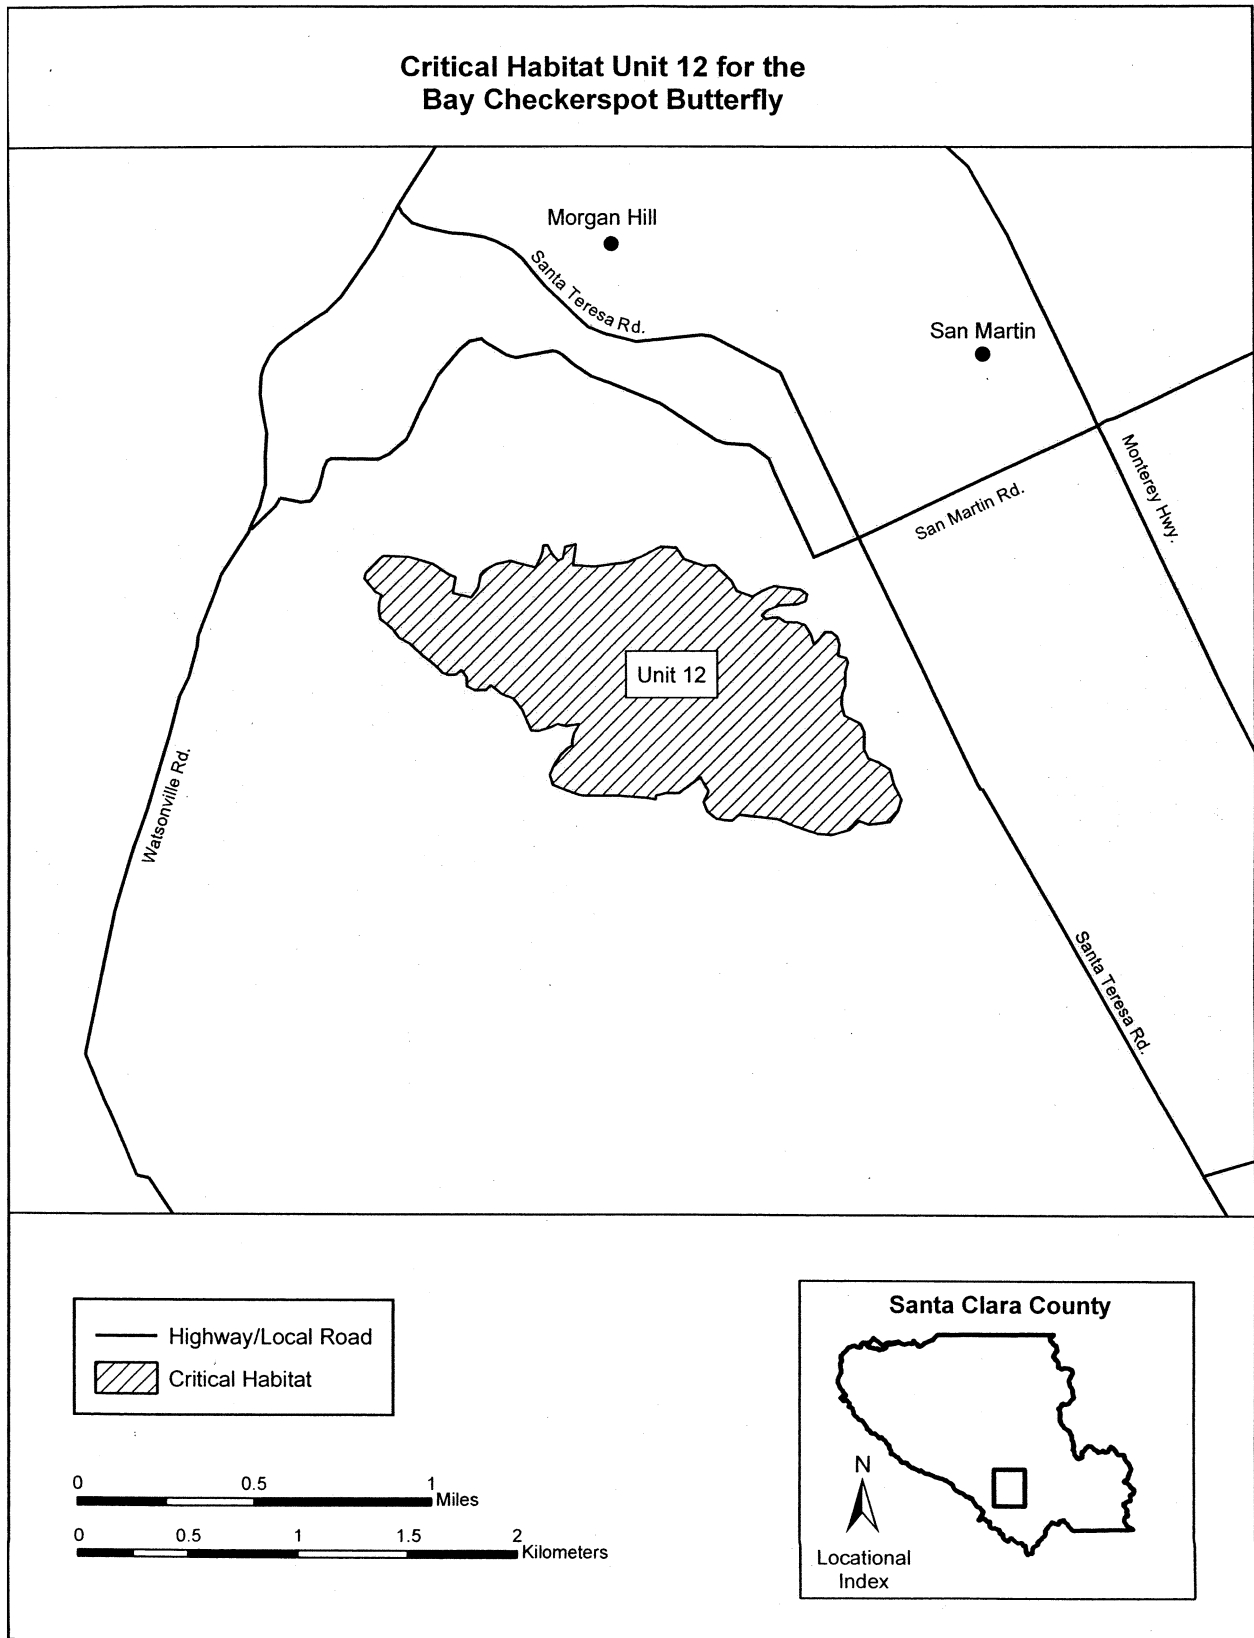 Critical Habitat Unit 12 for the
Bay Checkerspot Butterfly
Morgan Hill
Santa Teresa Rd.
San Martin
Monterey Hwy.
San Martin Rd.
Unit 12
Watsonville Rd.
Santa Teresa Rd.
Highway/Local Road
Critical Habitat
0 0.5 1
Miles
0 0.5 1 1.5 2
Kilometers
Santa Clara County
N
Locational
Index